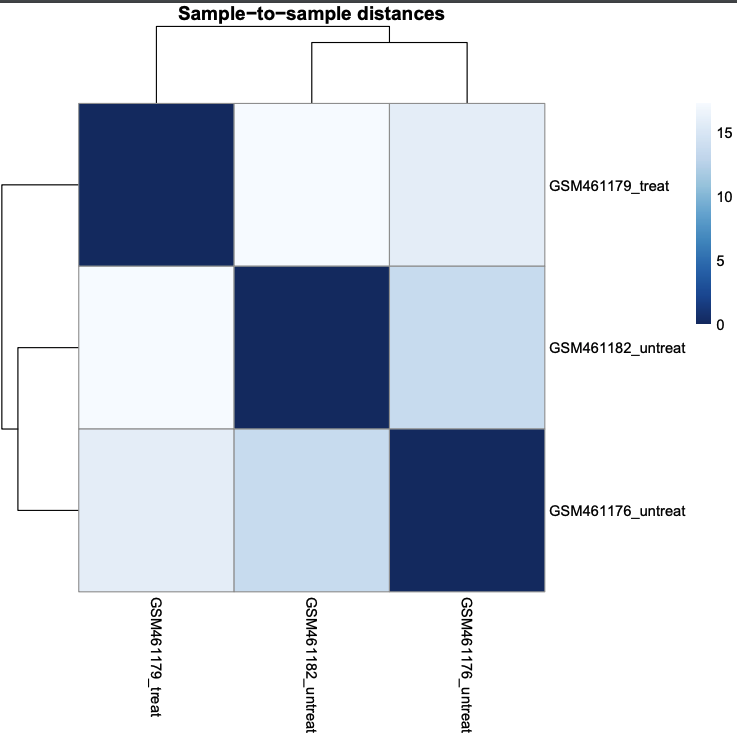 Sample−to−sample distances
15
10
5
0
GSM461179_treat
GSM461182_untreat
GSM461176_untreat
GSM461179_treat
GSM461182_untreat
GSM461176_untreat